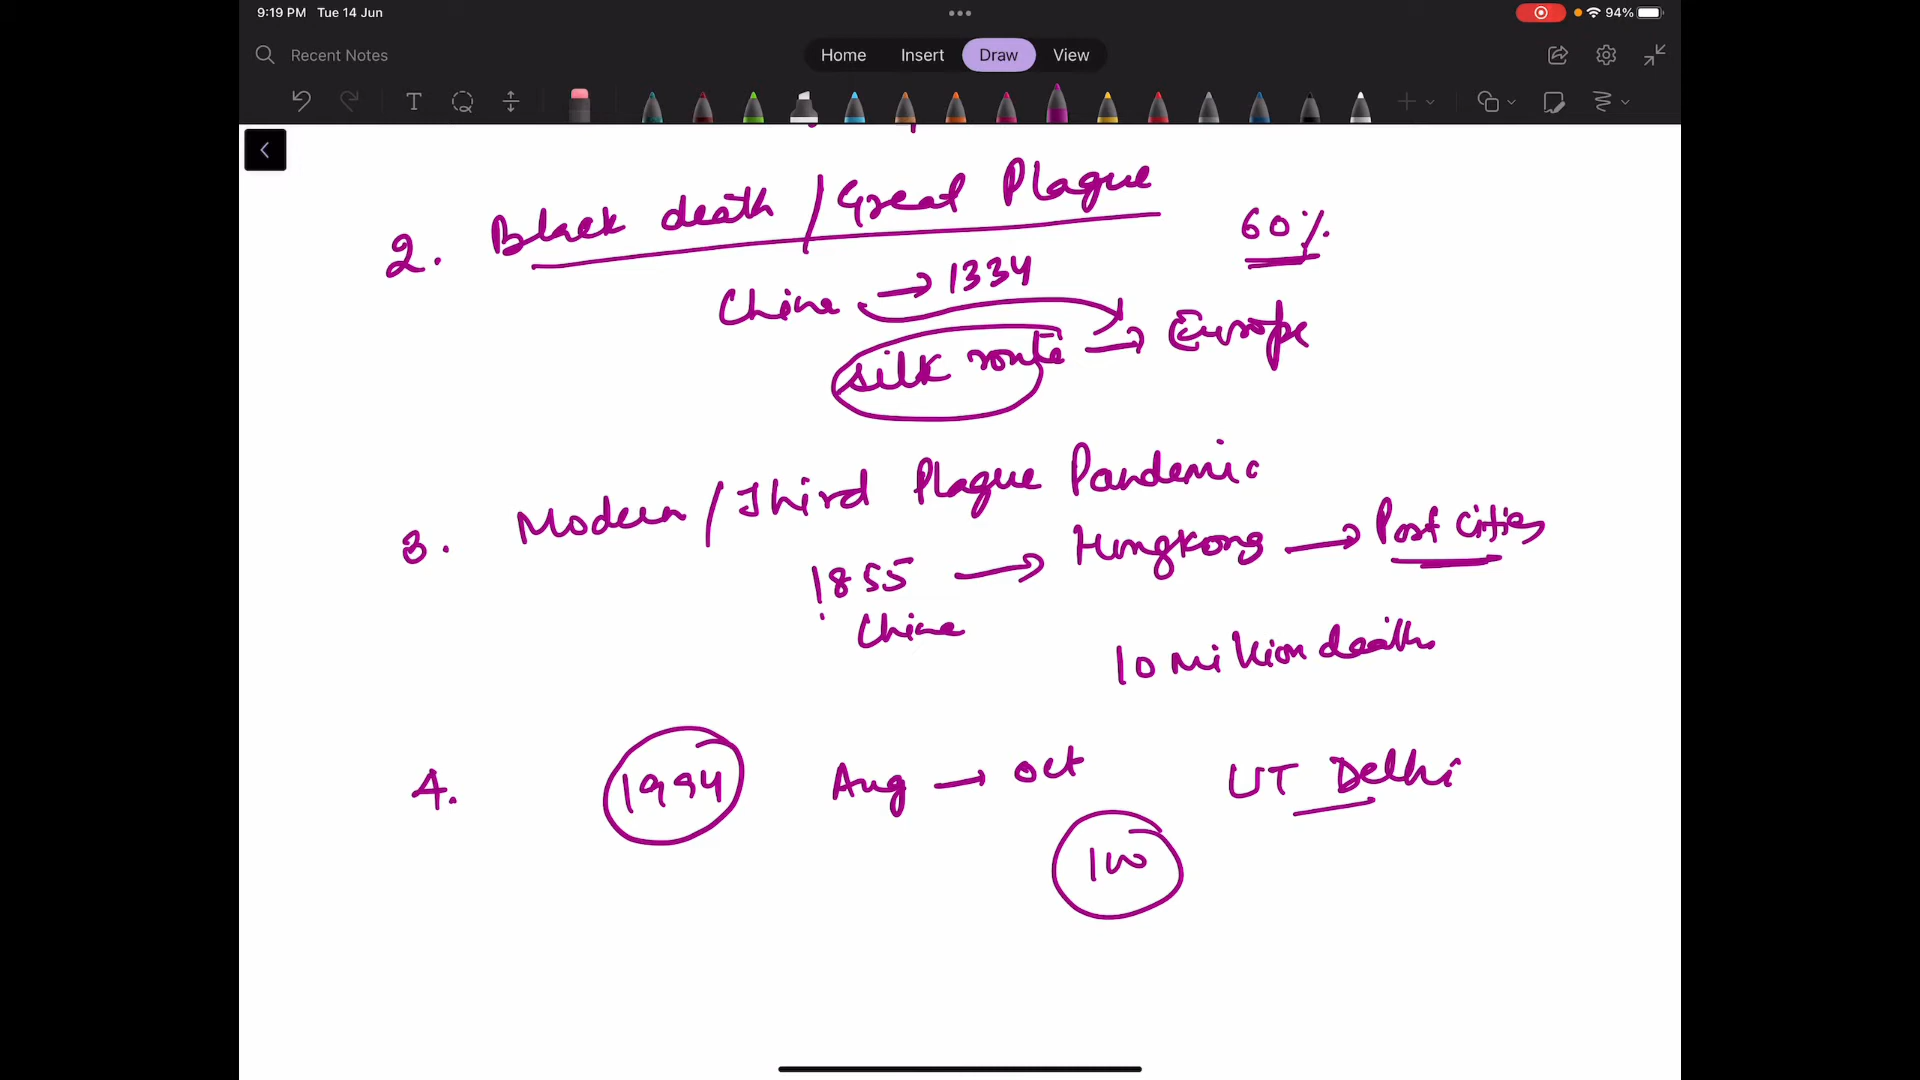 9:19 PM Tue 14 Jun
94%
Recent Notes
Home Insert Draw View
2. Black death / Great Plague
60%
China → 1334
silk route → Europe
3. Modern / Third Plague Pandemic
1855 → Hongkong → Port cities
China
10 million deaths
4. 1994 Aug → Oct UT Delhi
100